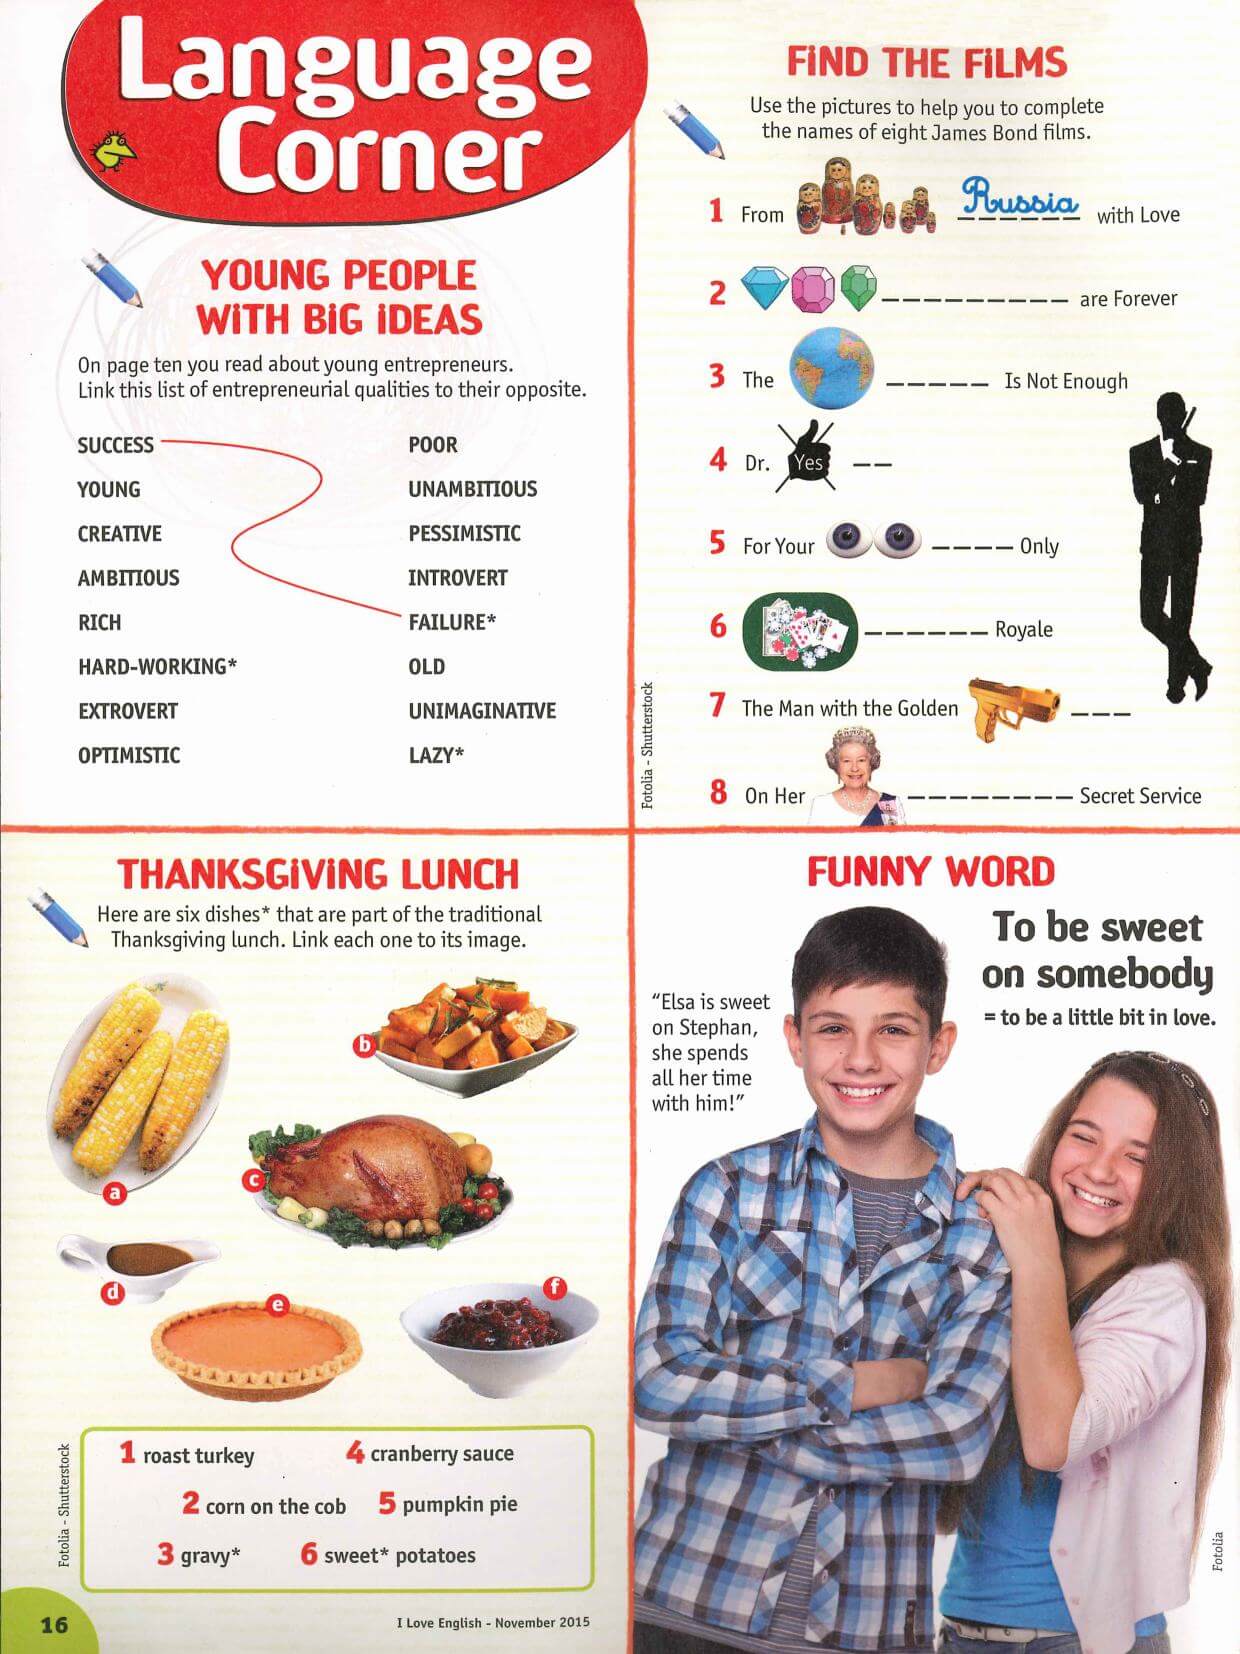 Language
Corner
YOUNG PEOPLE
WiTH BiG iDEAS
On page ten you read about young entrepreneurs.
Link this list of entrepreneurial qualities to their opposite.
SUCCESS
POOR
YOUNG
UNAMBITIOUS
CREATIVE
PESSIMISTIC
AMBITIOUS
INTROVERT
RICH
FAILURE*
HARD-WORKING*
OLD
EXTROVERT
UNIMAGINATIVE
OPTIMISTIC
LAZY*
FiND THE FiLMS
Use the pictures to help you to complete
the names of eight James Bond films.
1 From Russia with Love
2 _ _ _ _ _ _ _ _ _ are Forever
3 The _ _ _ _ _ Is Not Enough
4 Dr. Yes _ _
5 For Your _ _ _ _ Only
6 _ _ _ _ _ _ Royale
7 The Man with the Golden _ _ _
8 On Her _ _ _ _ _ _ _ _ Secret Service
Fotolia - Shutterstock
THANKSGiViNG LUNCH
Here are six dishes* that are part of the traditional
Thanksgiving lunch. Link each one to its image.
b
c
a
d
e
f
1 roast turkey
4 cranberry sauce
2 corn on the cob
5 pumpkin pie
3 gravy*
6 sweet* potatoes
Fotolia - Shutterstock
16
I Love English - November 2015
FUNNY WORD
To be sweet
on somebody
= to be a little bit in love.
“Elsa is sweet
on Stephan,
she spends
all her time
with him!”
Fotolia